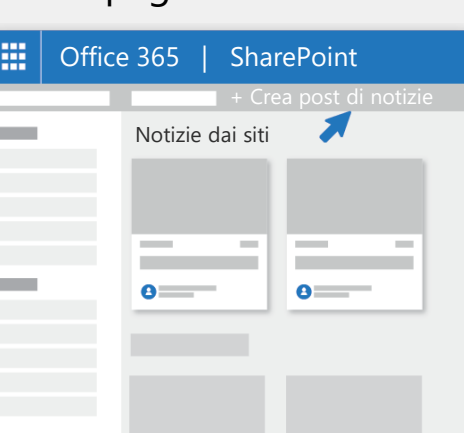 Office 365 | SharePoint
+ Crea post di notizie
Notizie dai siti